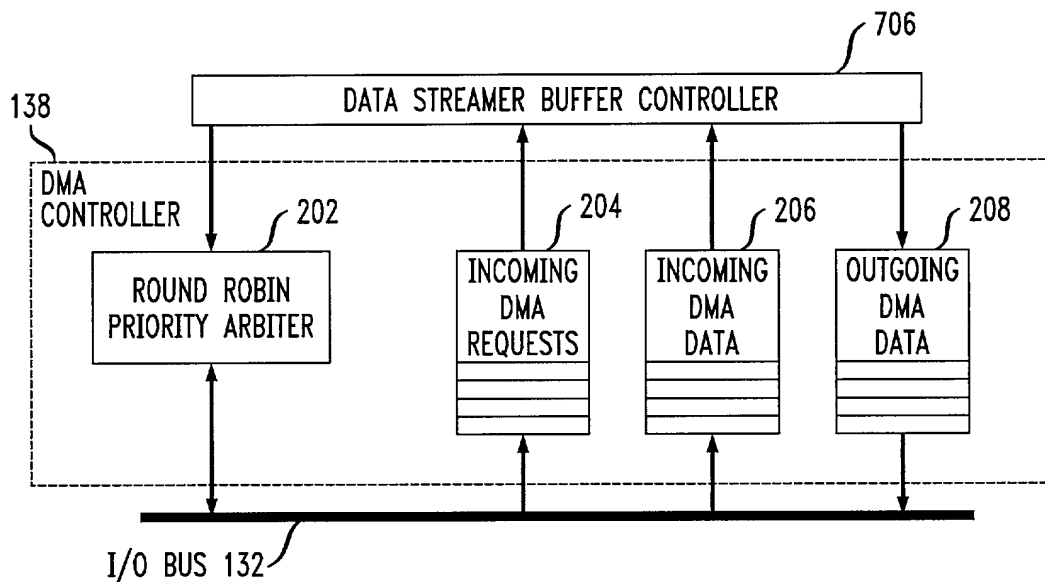 706
DATA STREAMER BUFFER CONTROLLER
138
DMA
CONTROLLER
202
204
206
208
ROUND ROBIN
PRIORITY ARBITER
INCOMING
DMA
REQUESTS
INCOMING
DMA
DATA
OUTGOING
DMA
DATA
I/O BUS 132